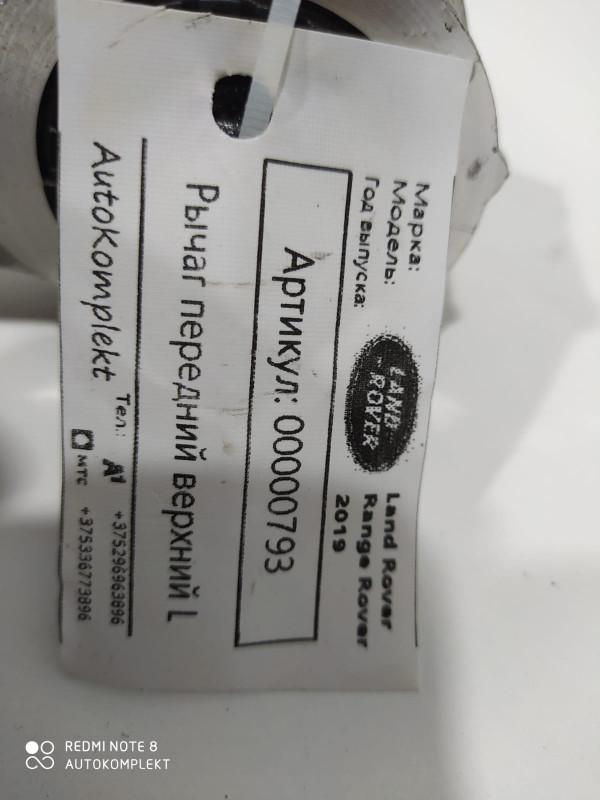 Марка: Land Rover
Модель: Range Rover
Год выпуска: 2019
LAND
ROVER
Артикул: 00000793
Рычаг передний верхний L
AutoKomplekt
Тел.: A1 +375296963896
МТС +375336773896
REDMI NOTE 8
AUTOKOMPLEKT